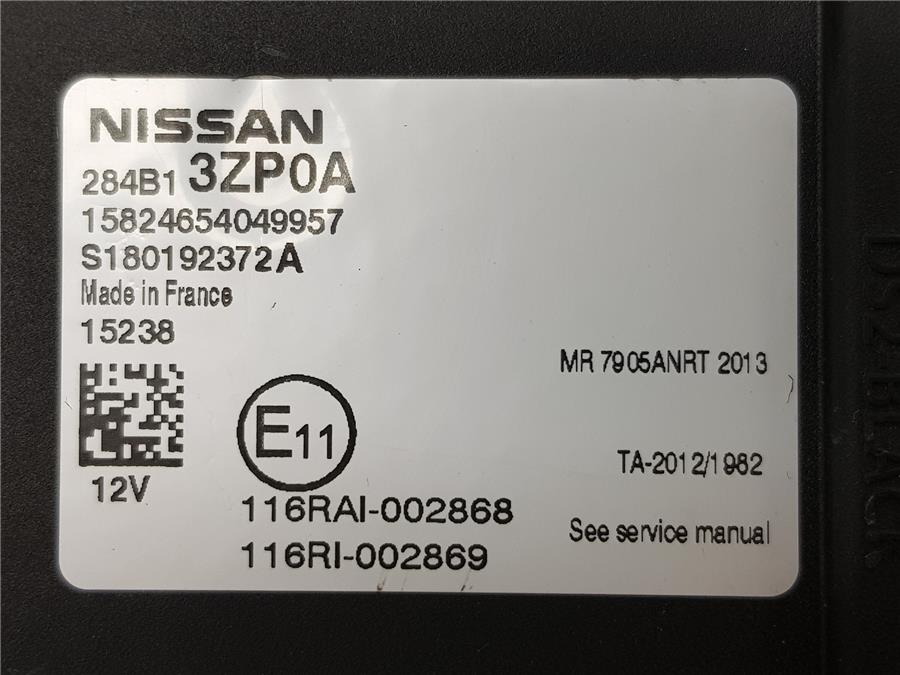 NISSAN
284B1 3ZP0A
15824654049957
S180192372A
Made in France
15238
MR 7905ANRT 2013
E11
TA-2012/1982
12V
116RAI-002868
See service manual
116RI-002869